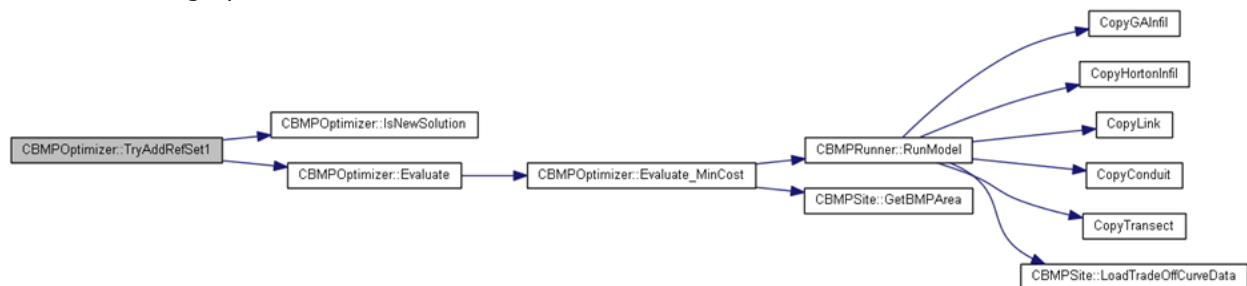 CopyGAInfil
CopyHortonInfil
CBMPOptimizer::IsNewSolution
CopyLink
CBMPOptimizer::TryAddRefSet1
CBMPRunner::RunModel
CBMPOptimizer::Evaluate
CBMPOptimizer::Evaluate_MinCost
CopyConduit
CBMPSite::GetBMPArea
CopyTransect
CBMPSite::LoadTradeOffCurveData